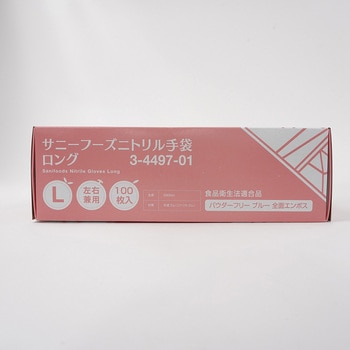 サニーフーズニトリル手袋
ロング 3-4497-01
Sanifoods Nitrile Gloves Long
L 左右兼用 100枚入
食品衛生法適合品
パウダーフリー ブルー 全面エンボス